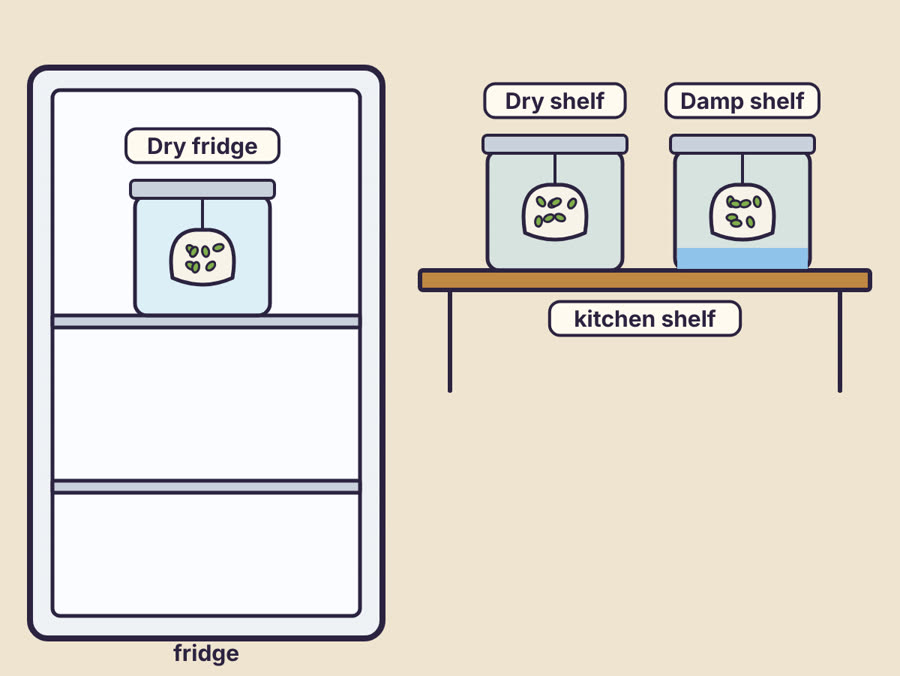 Dry shelf
Damp shelf
Dry fridge
kitchen shelf
fridge